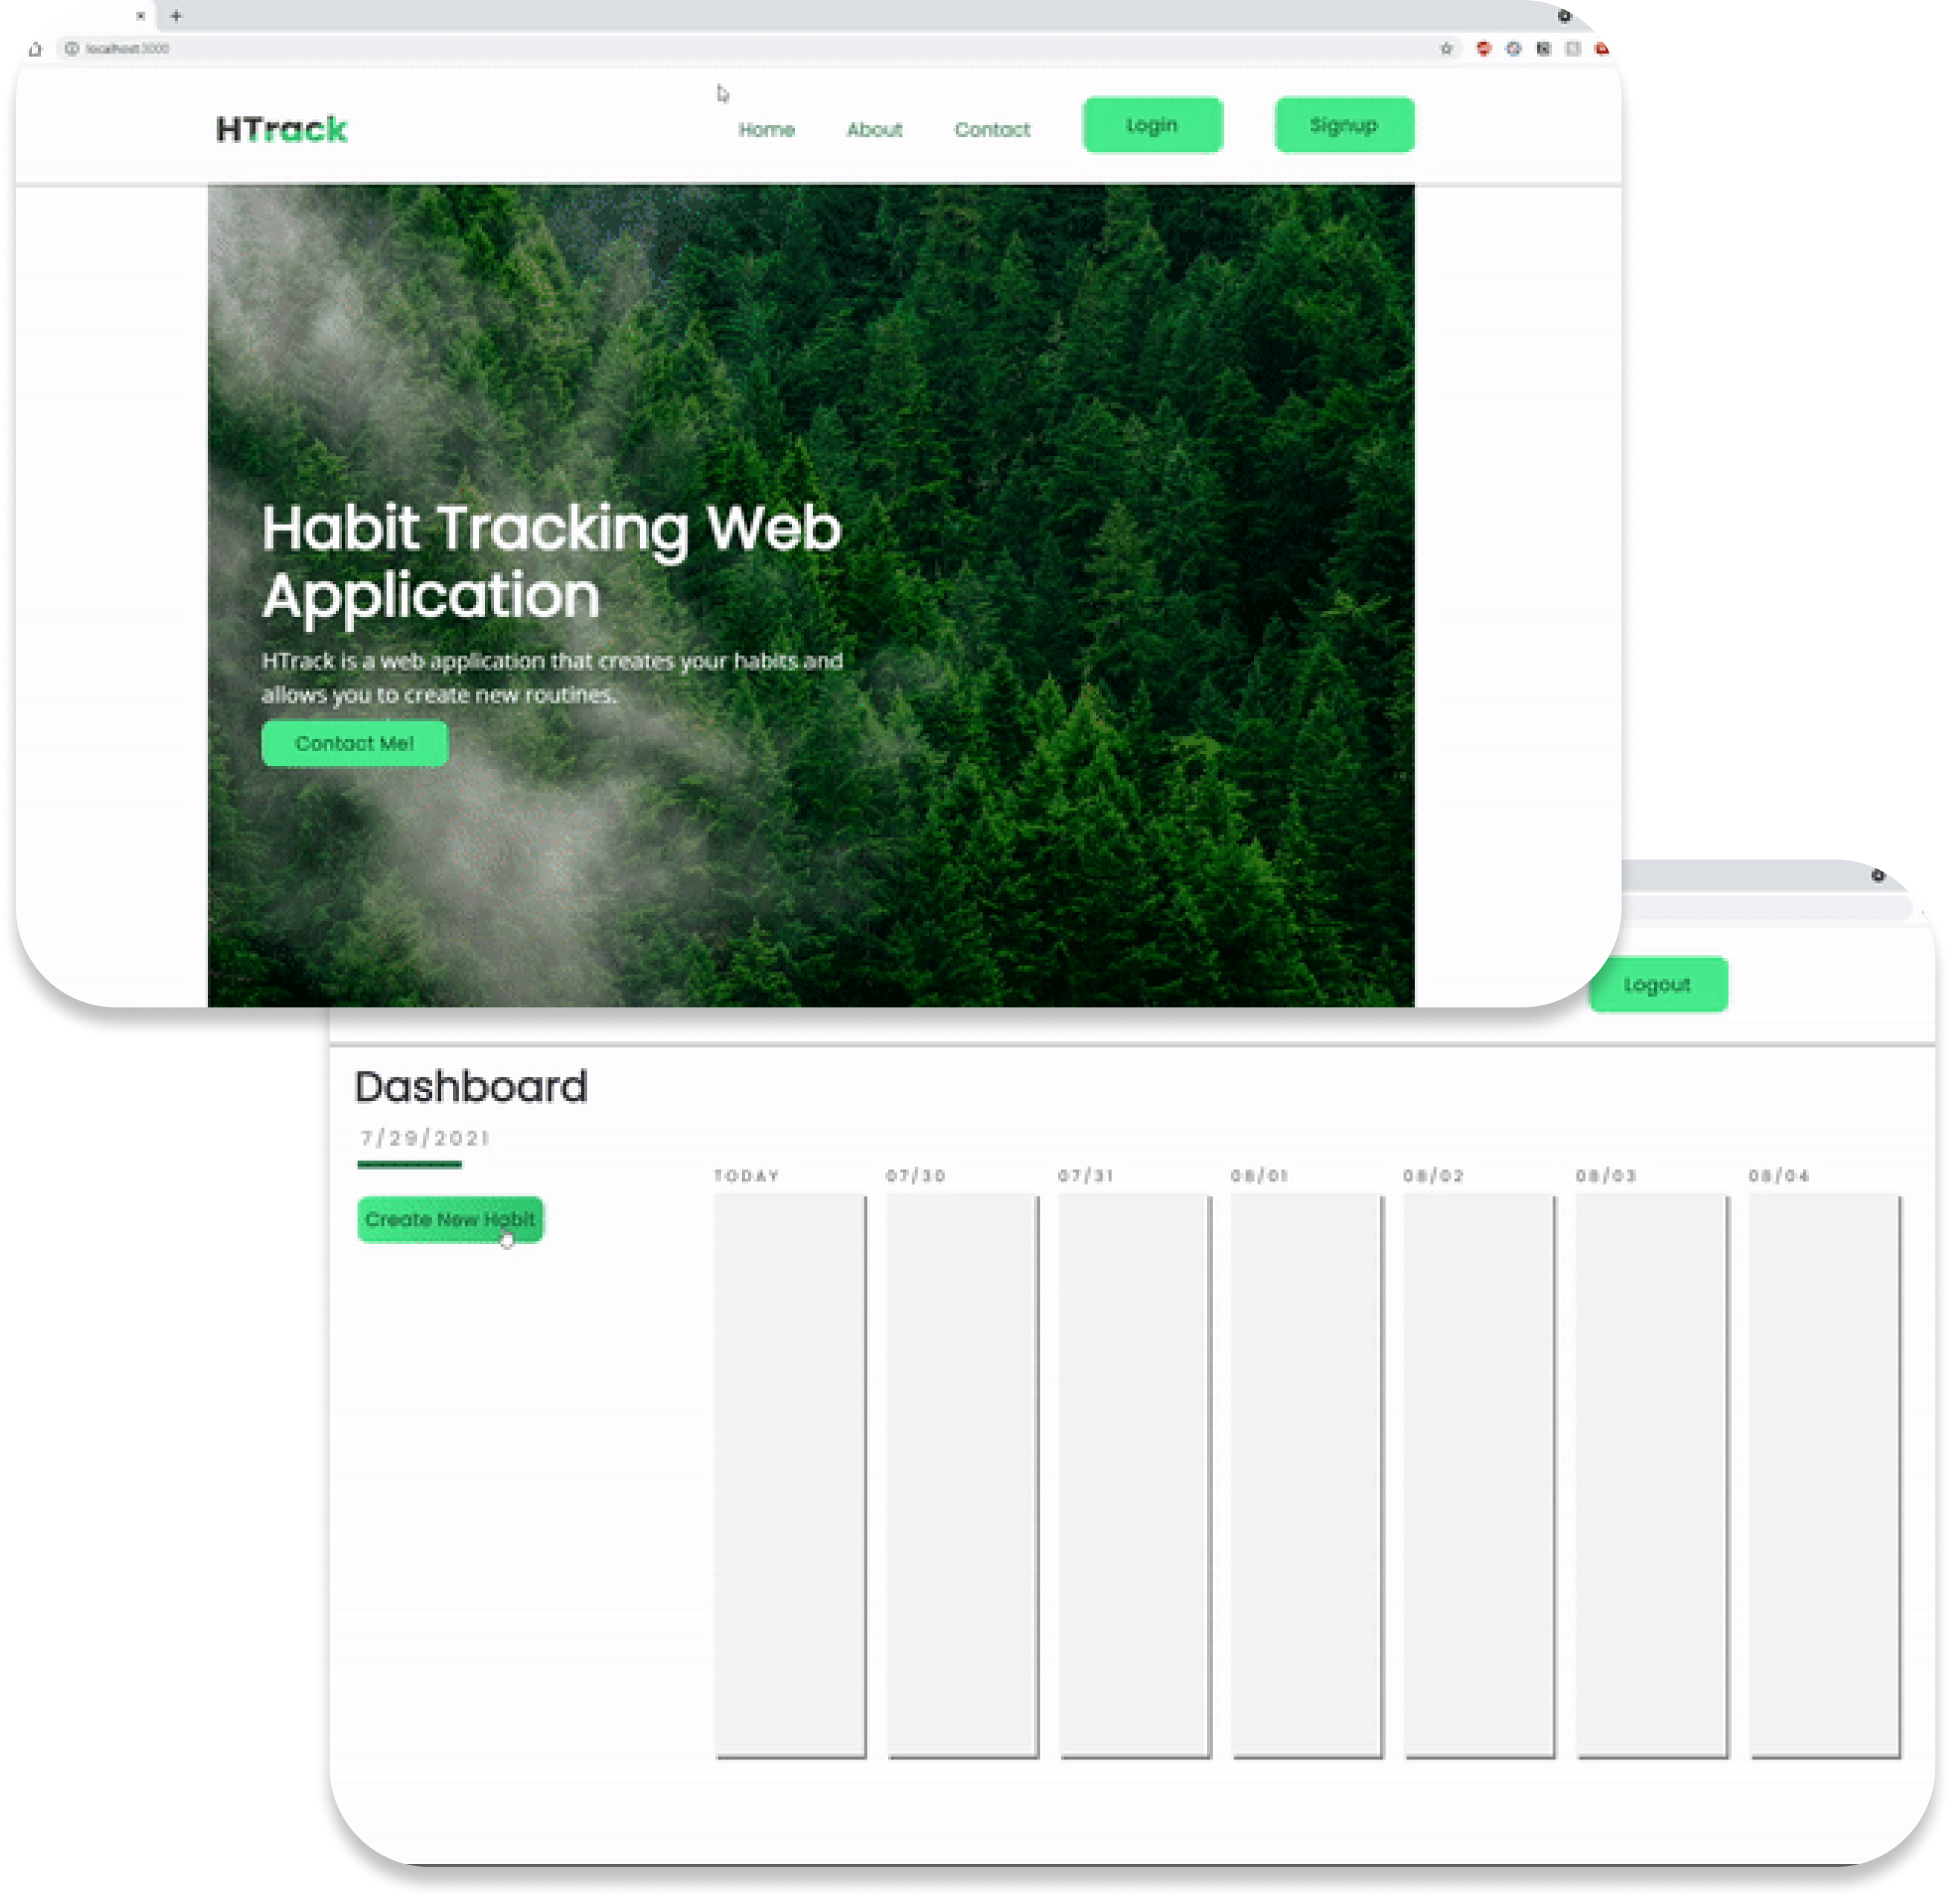 localhost:3000
HTrack
Home About Contact Login Signup
Habit Tracking Web
Application
HTrack is a web application that creates your habits and
allows you to create new routines.
Contact Me!
Logout
Dashboard
7/29/2021
TODAY 07/30 07/31 08/01 08/02 08/03 08/04
Create New Habit